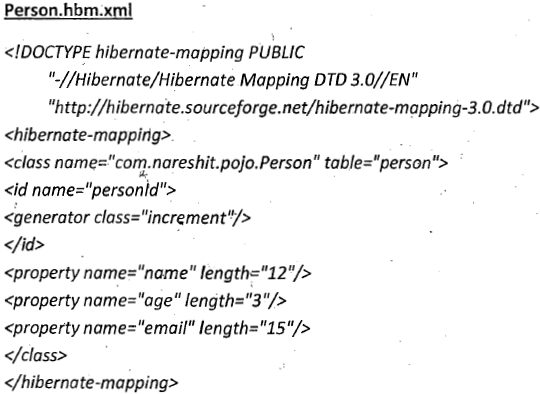 Person.hbm.xml
<!DOCTYPE hibernate-mapping PUBLIC
"-//Hibernate/Hibernate Mapping DTD 3.0//EN"
"http://hibernate.sourceforge.net/hibernate-mapping-3.0.dtd">
<hibernate-mapping>
<class name="com.nareshit.pojo.Person" table="person">
<id name="personId">
<generator class="increment"/>
</id>
<property name="name" length="12"/>
<property name="age" length="3"/>
<property name="email" length="15"/>
</class>
</hibernate-mapping>